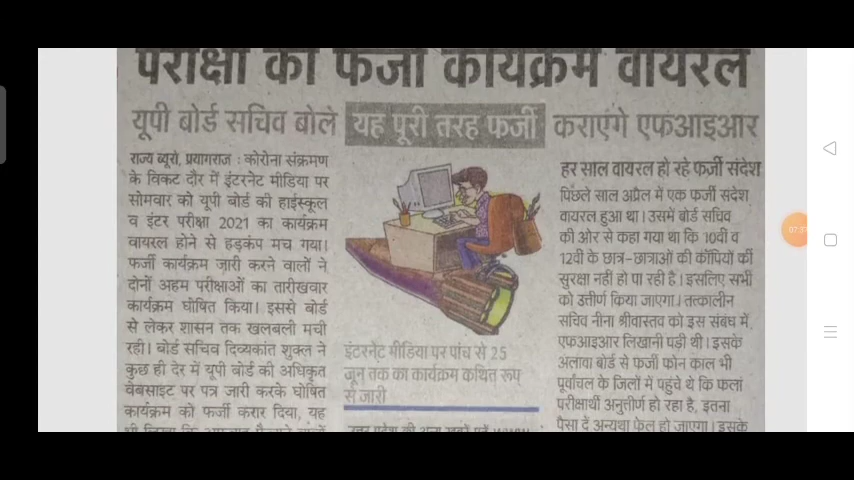 परीक्षा का फर्जी कार्यक्रम वायरल
यूपी बोर्ड सचिव बोले यह पूरी तरह फर्जी कराएंगे एफआइआर
राज्य ब्यूरो, प्रयागराज : कोरोना संक्रमण
के विकट दौर में इंटरनेट मीडिया पर
सोमवार को यूपी बोर्ड की हाईस्कूल
व इंटर परीक्षा 2021 का कार्यक्रम
वायरल होने से हड़कंप मच गया।
फर्जी कार्यक्रम जारी करने वालों ने
दोनों अहम परीक्षाओं का तारीखवार
कार्यक्रम घोषित किया। इससे बोर्ड
से लेकर शासन तक खलबली मची
रही। बोर्ड सचिव दिव्यकांत शुक्ल ने
कुछ ही देर में यूपी बोर्ड की अधिकृत
वेबसाइट पर पत्र जारी करके घोषित
कार्यक्रम को फर्जी करार दिया, यह
इंटरनेट मीडिया पर पांच से 25
जून तक का कार्यक्रम कथित रूप
से जारी
हर साल वायरल हो रहे फर्जी संदेश
पिछले साल अप्रैल में एक फर्जी संदेश
वायरल हुआ था। उसमें बोर्ड सचिव
की ओर से कहा गया था कि 10वीं व
12वीं के छात्र-छात्राओं की कॉपियों की
सुरक्षा नहीं हो पा रही है। इसलिए सभी
को उत्तीर्ण किया जाएगा। तत्कालीन
सचिव नीना श्रीवास्तव को इस संबंध में
एफआइआर लिखानी पड़ी थी। इसके
अलावा बोर्ड से फर्जी फोन काल भी
पूर्वांचल के जिलों में पहुंचे थे कि फलां
परीक्षार्थी अनुत्तीर्ण हो रहा है, इतना
पैसा दें अन्यथा फेल हो जाएगा। इसके
07:37